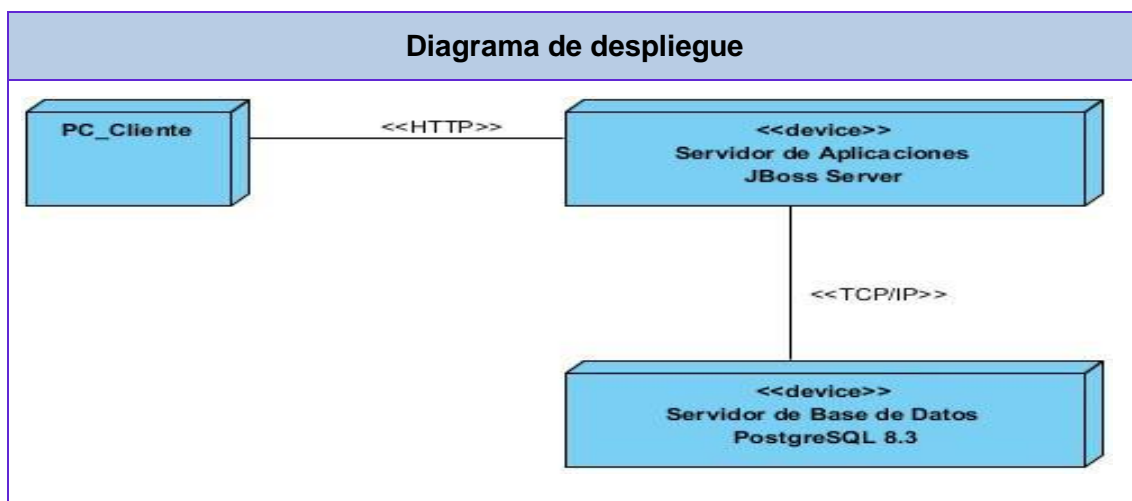 Diagrama de despliegue
PC_Cliente
<<HTTP>>
<<device>>
Servidor de Aplicaciones
JBoss Server
<<TCP/IP>>
<<device>>
Servidor de Base de Datos
PostgreSQL 8.3